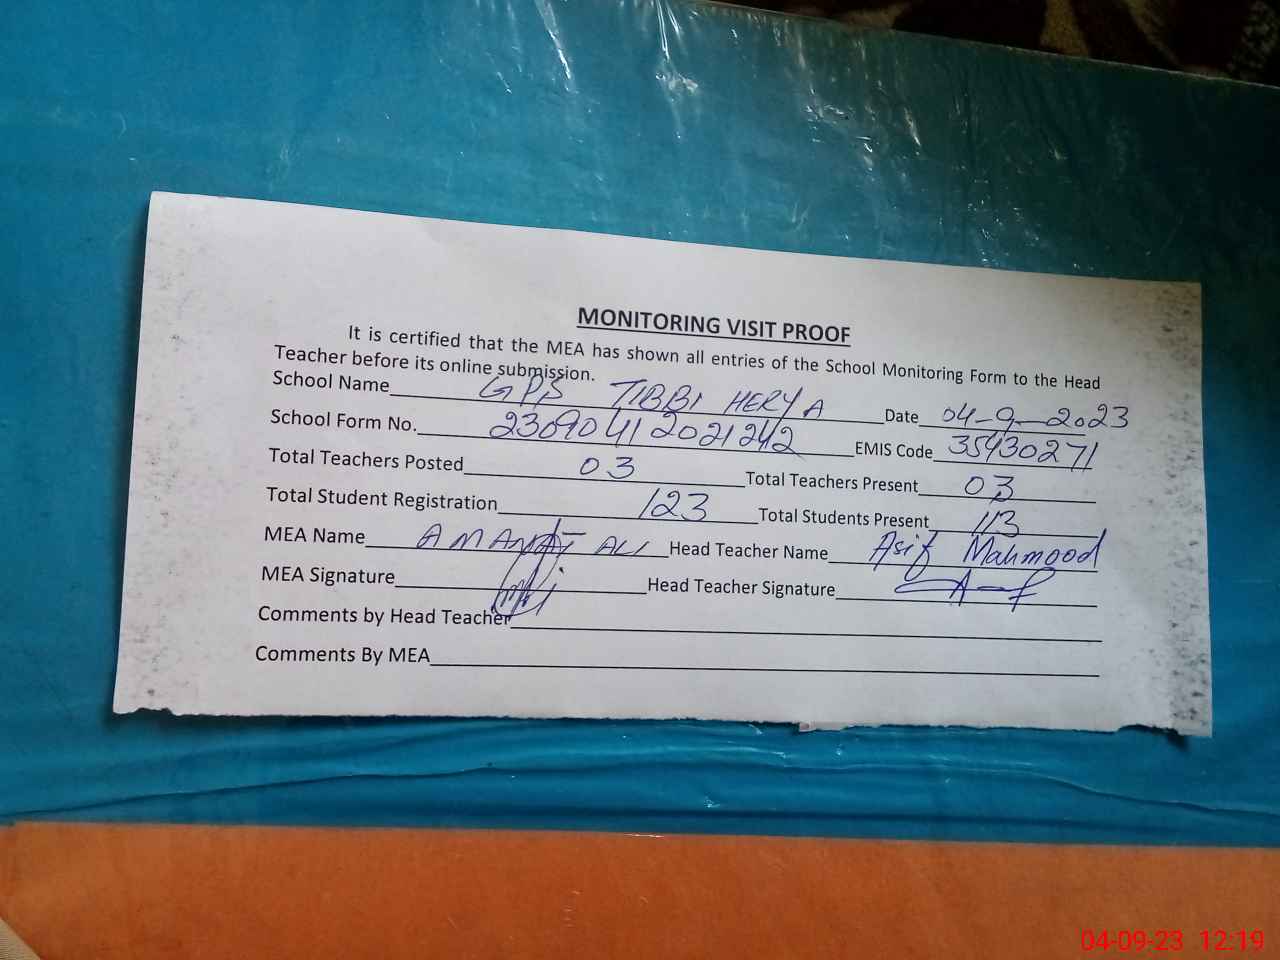 MONITORING VISIT PROOF
It is certified that the MEA has shown all entries of the School Monitoring Form to the Head
Teacher before its online submission.
School Name GPS TIBBI HERYA Date 04-9-2023
School Form No. 23090412021242 EMIS Code 35430271
Total Teachers Posted 03 Total Teachers Present 03
Total Student Registration 123 Total Students Present 113
MEA Name AMANAT ALI Head Teacher Name Asif Mahmood
MEA Signature Head Teacher Signature
Comments by Head Teacher
Comments By MEA
04-09-23 12:19